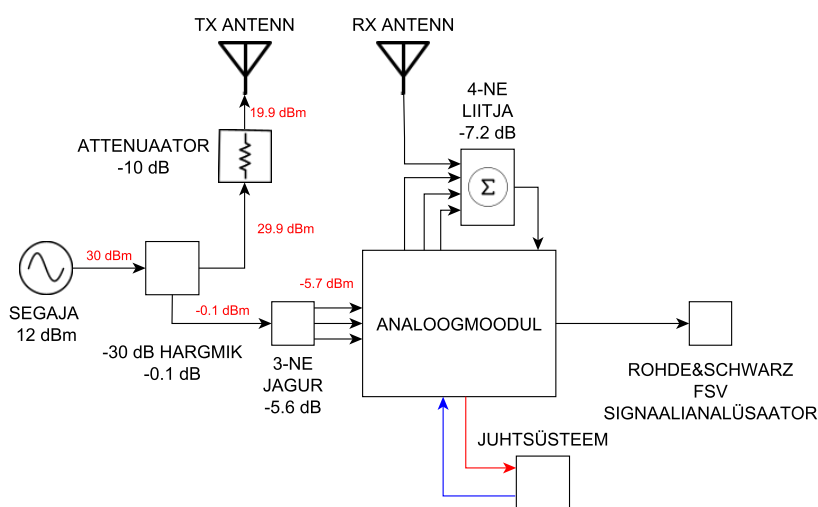 TX ANTENN
RX ANTENN
19.9 dBm
4-NE
LIITJA
-7.2 dB
ATTENUAATOR
-10 dB
Σ
29.9 dBm
30 dBm
SEGAJA
12 dBm
-0.1 dBm
-5.7 dBm
-30 dB HARGMIK
-0.1 dB
3-NE
JAGUR
-5.6 dB
ANALOOGMOODUL
ROHDE&SCHWARZ
FSV
SIGNAALIANALÜSAATOR
JUHTSÜSTEEM